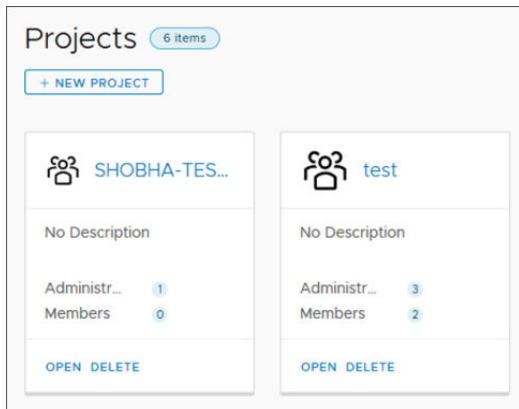 Projects 6 items
+ NEW PROJECT
SHOBHA-TES...
No Description
Administr... 1
Members 0
OPEN DELETE
test
No Description
Administr... 3
Members 2
OPEN DELETE